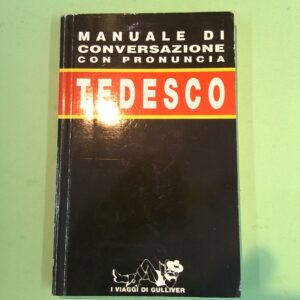 MANUALE DI
CONVERSAZIONE
CON PRONUNCIA
TEDESCO
I VIAGGI DI GULLIVER